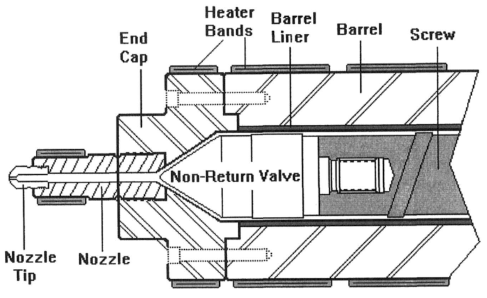 Heater
Bands
Barrel
Liner
Barrel
Screw
End
Cap
Non-Return Valve
Nozzle
Tip
Nozzle